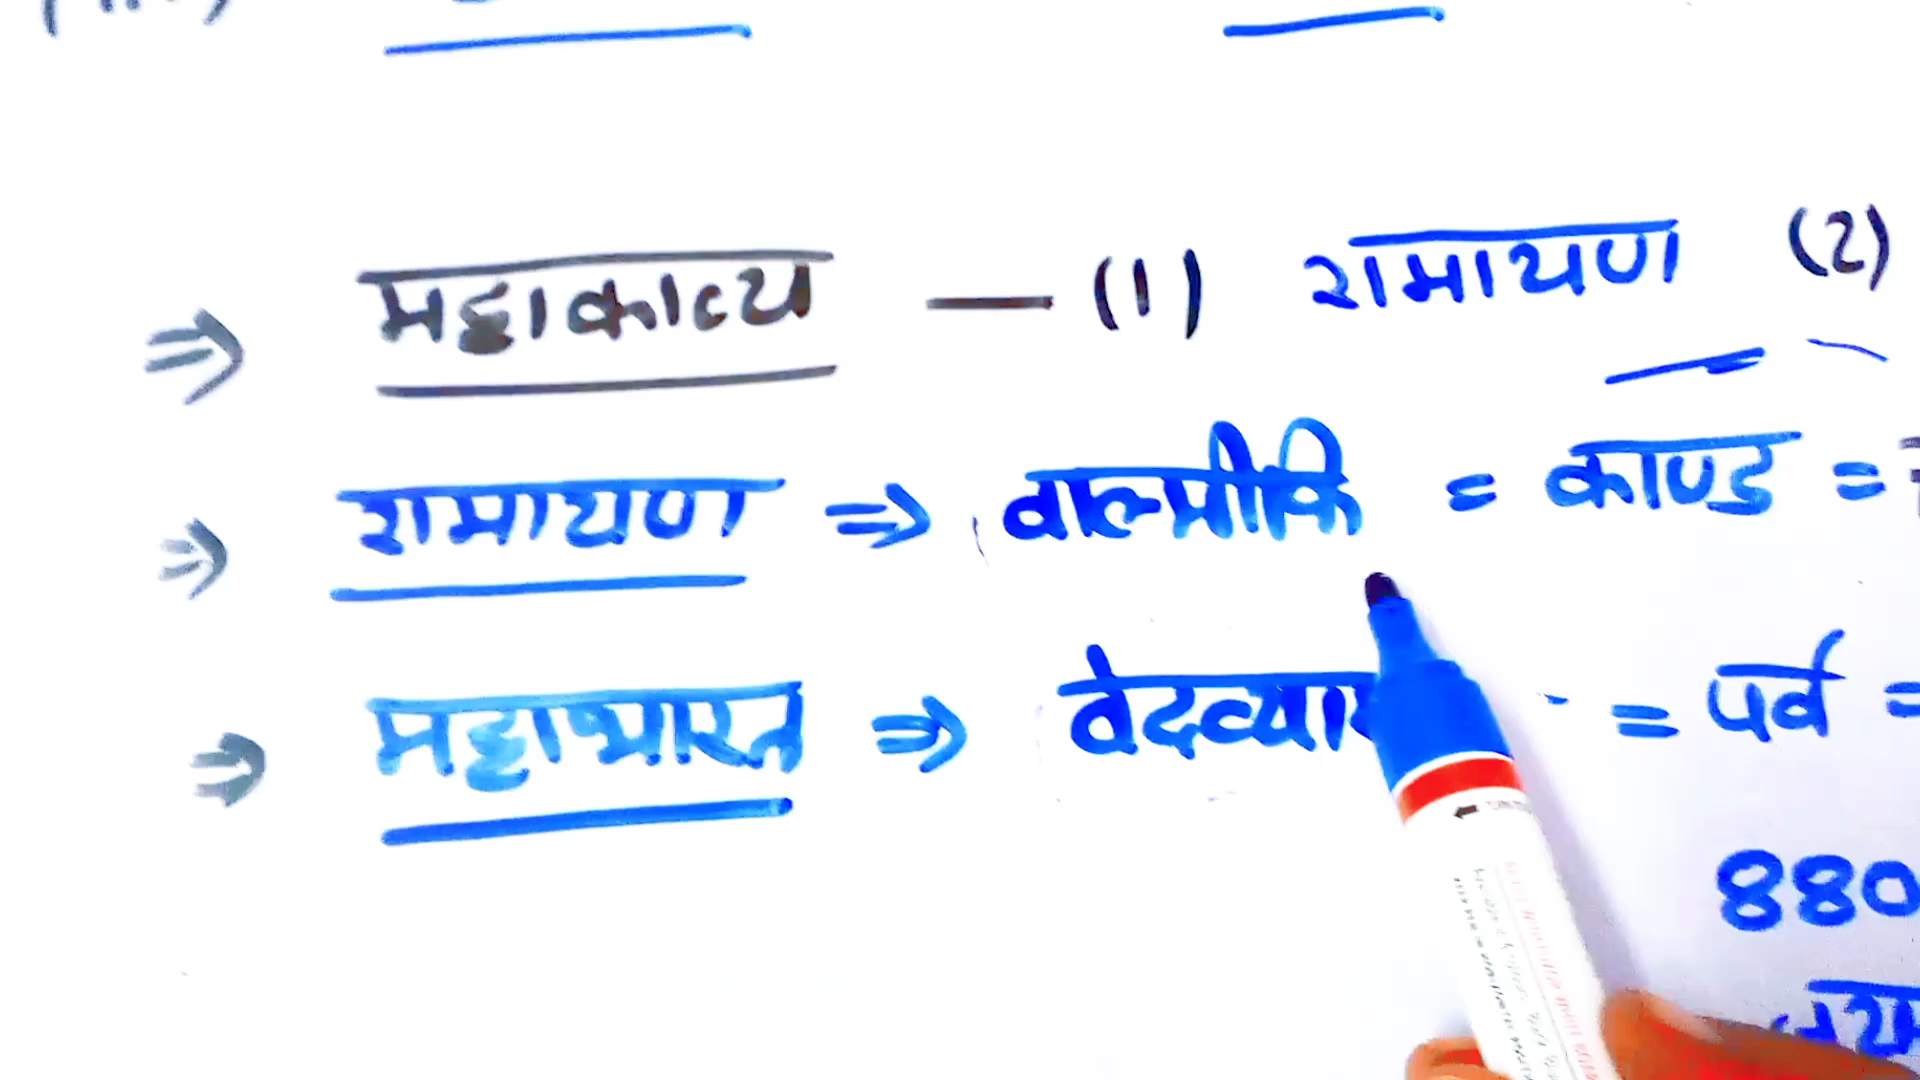 ⇒ महाकाव्य — (1) रामायण (2)
⇒ रामायण ⇒ वाल्मीकि = काण्ड =
⇒ महाभारत ⇒ = पर्व =
880